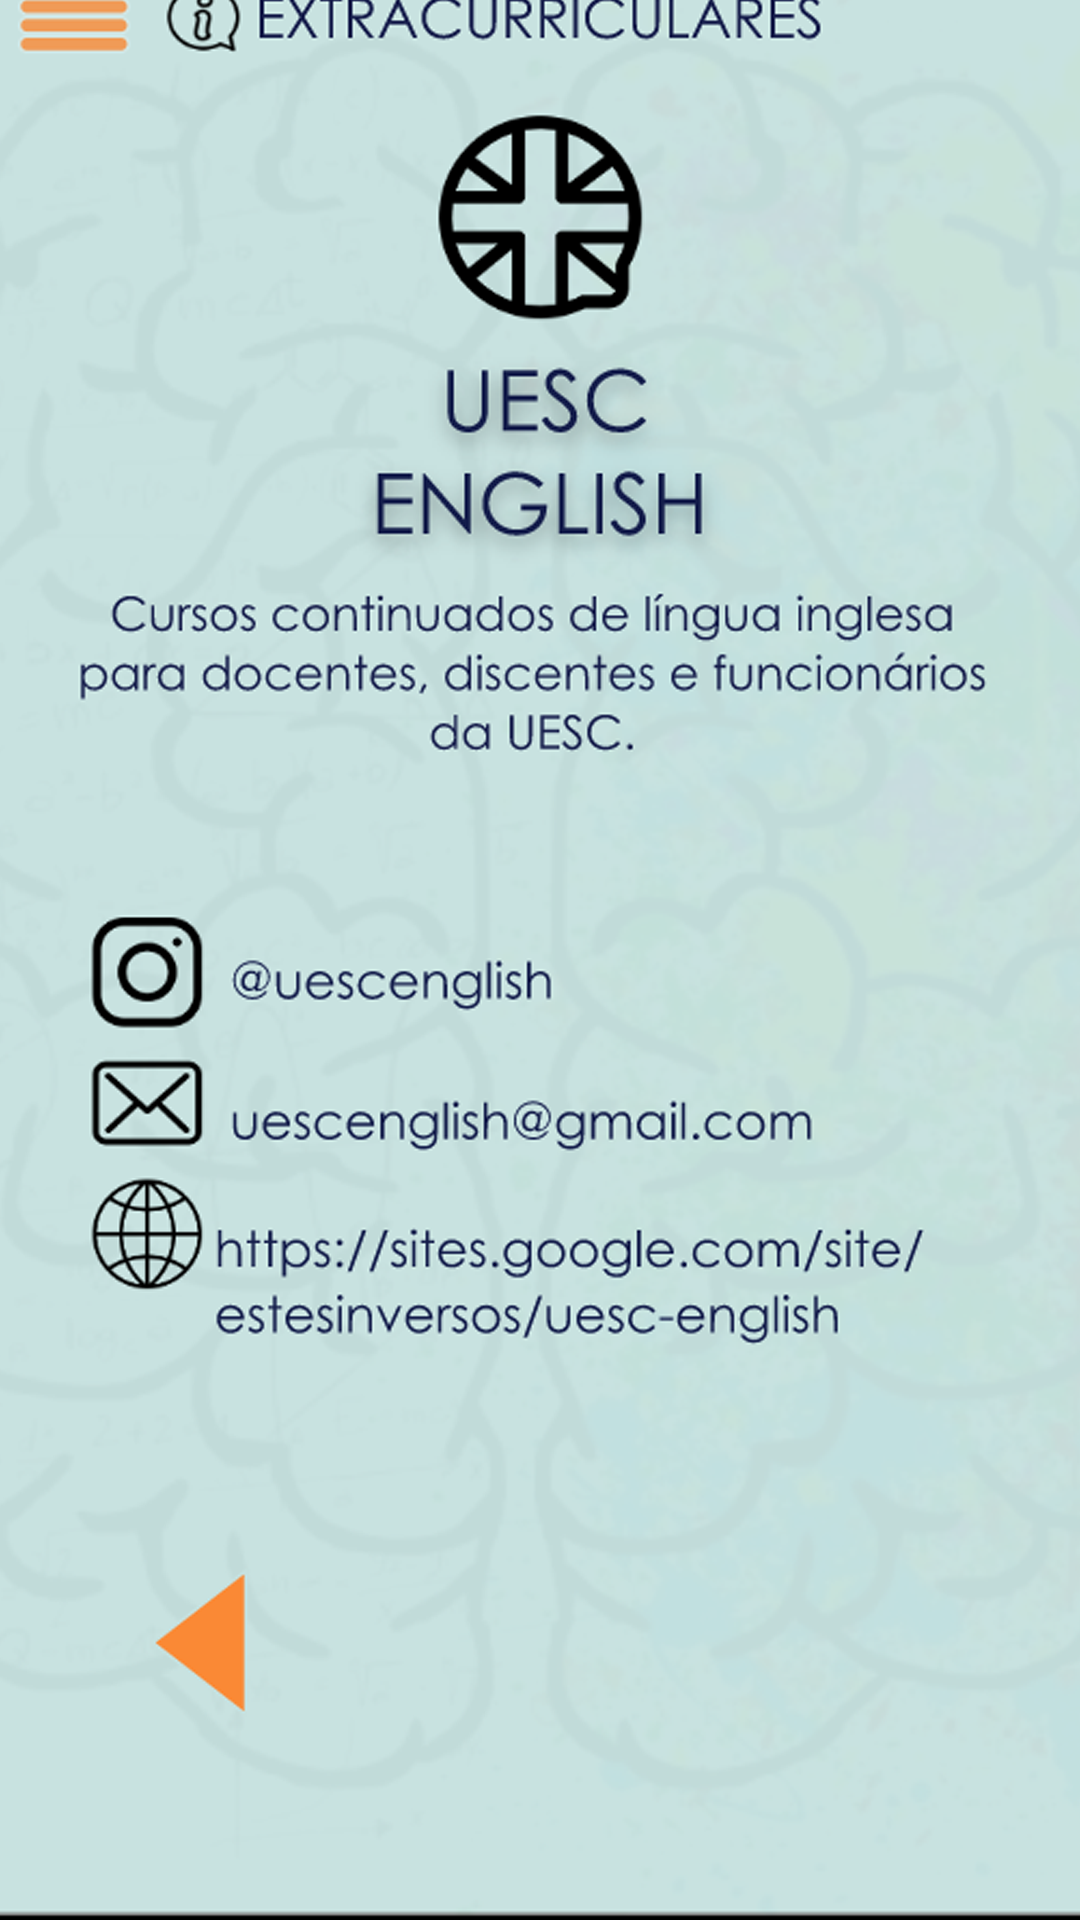 EXTRACURRICULARES
UESC
ENGLISH
Cursos continuados de língua inglesa
para docentes, discentes e funcionários
da UESC.
@uescenglish
uescenglish@gmail.com
https://sites.google.com/site/
estesinversos/uesc-english